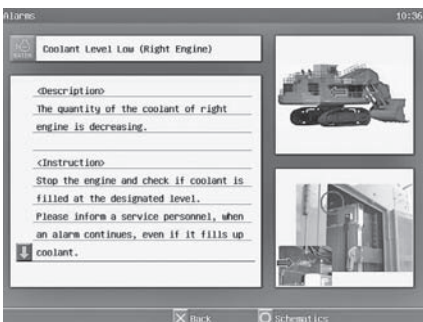 Alarms 10:36
Coolant Level Low (Right Engine)
<Description>
The quantity of the coolant of right
engine is decreasing.
<Instruction>
Stop the engine and check if coolant is
filled at the designated level.
Please inform a service personnel, when
an alarm continues, even if it fills up
coolant.
Back Schematics